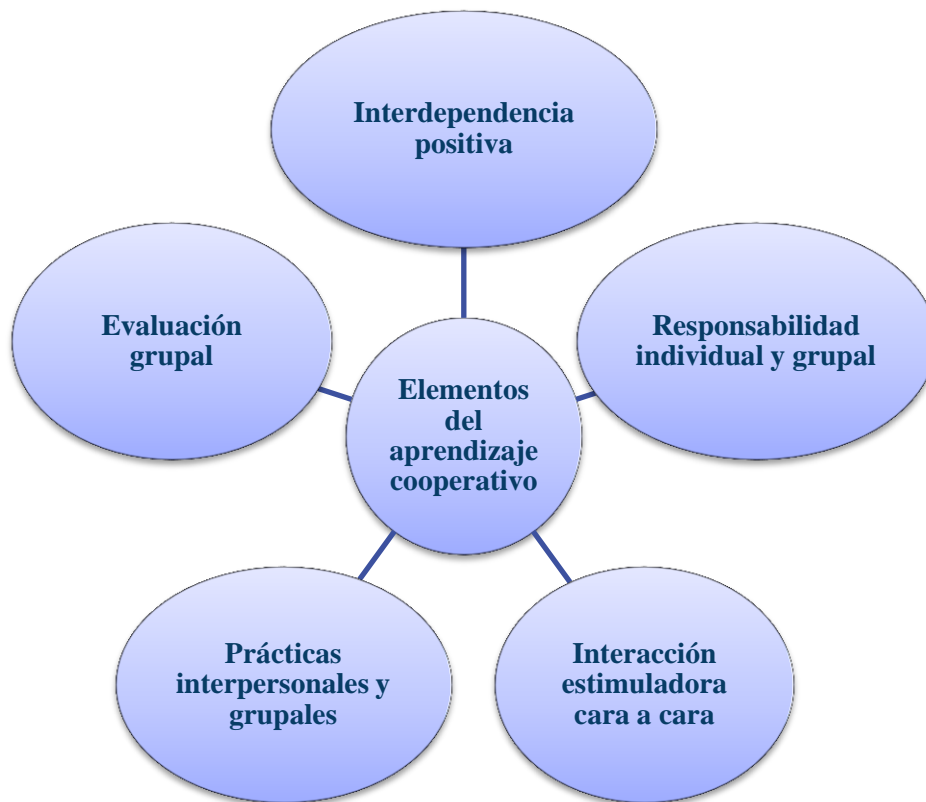 Interdependencia
positiva
Evaluación
grupal
Responsabilidad
individual y grupal
Elementos
del
aprendizaje
cooperativo
Prácticas
interpersonales y
grupales
Interacción
estimuladora
cara a cara